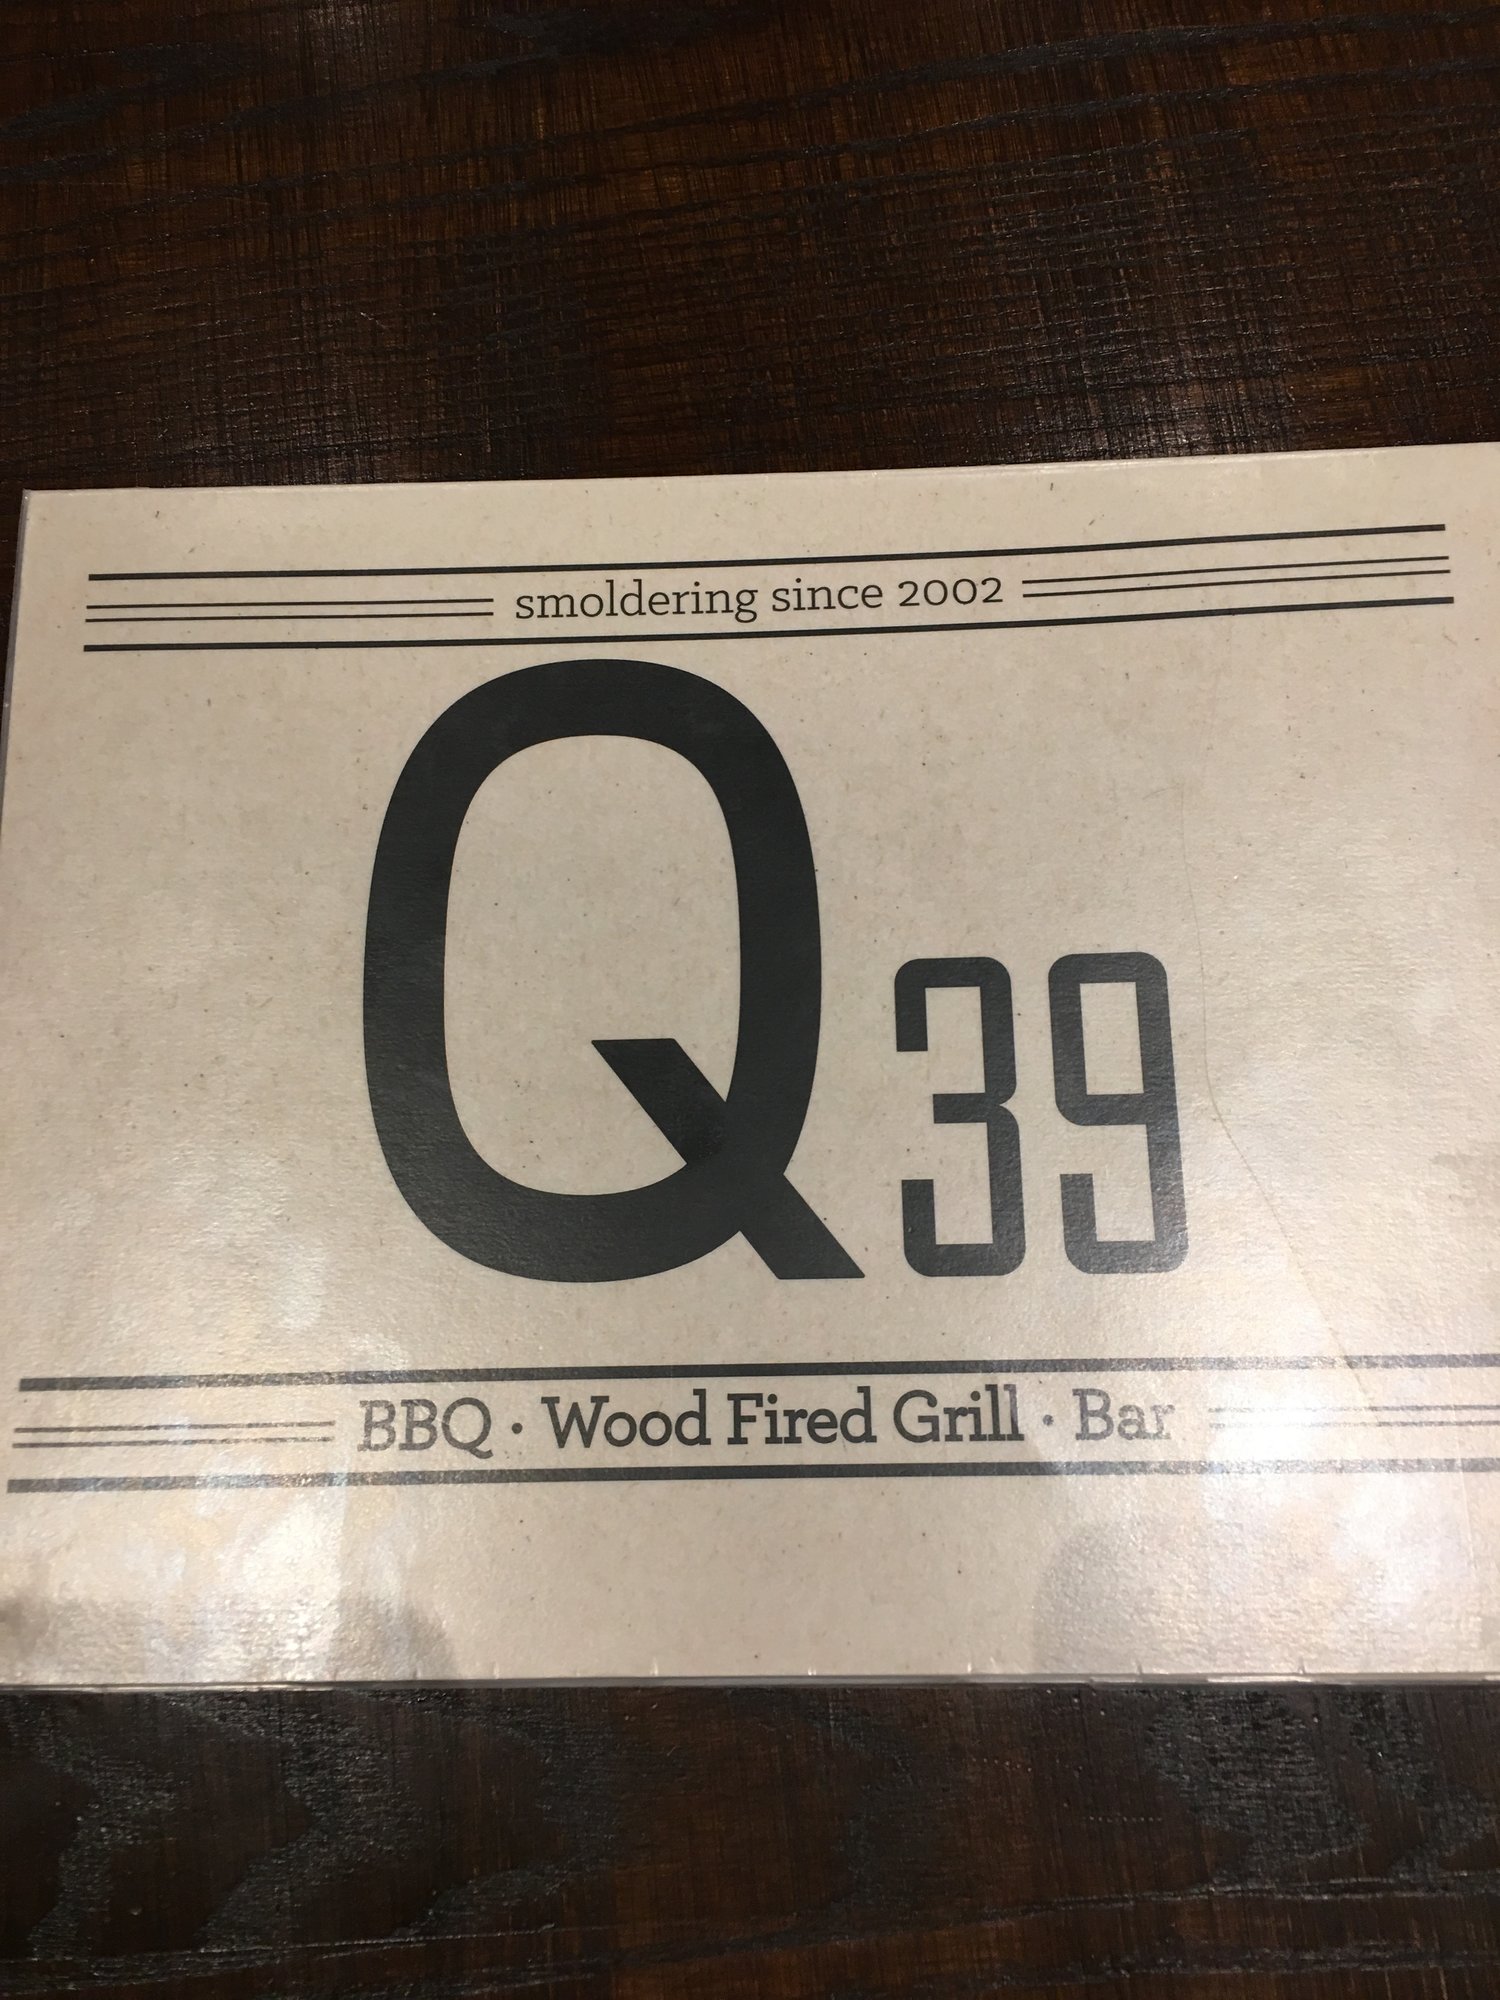 smoldering since 2002
Q39
BBQ · Wood Fired Grill · Bar